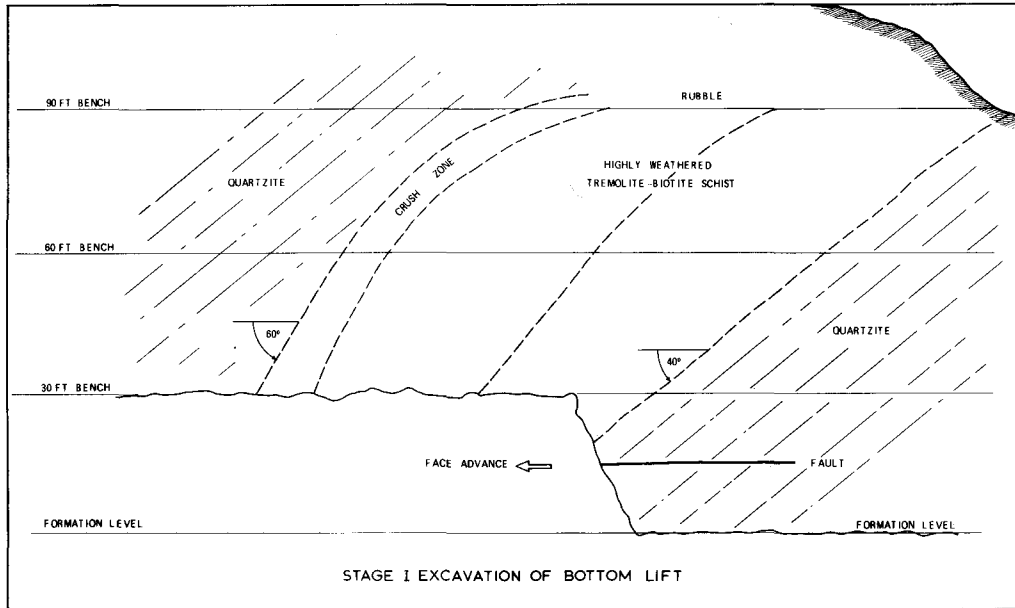 90 FT BENCH
RUBBLE
HIGHLY WEATHERED
TREMOLITE-BIOTITE SCHIST
QUARTZITE
CRUSH ZONE
60 FT BENCH
60°
40°
QUARTZITE
30 FT BENCH
FACE ADVANCE
FAULT
FORMATION LEVEL
FORMATION LEVEL
STAGE I EXCAVATION OF BOTTOM LIFT